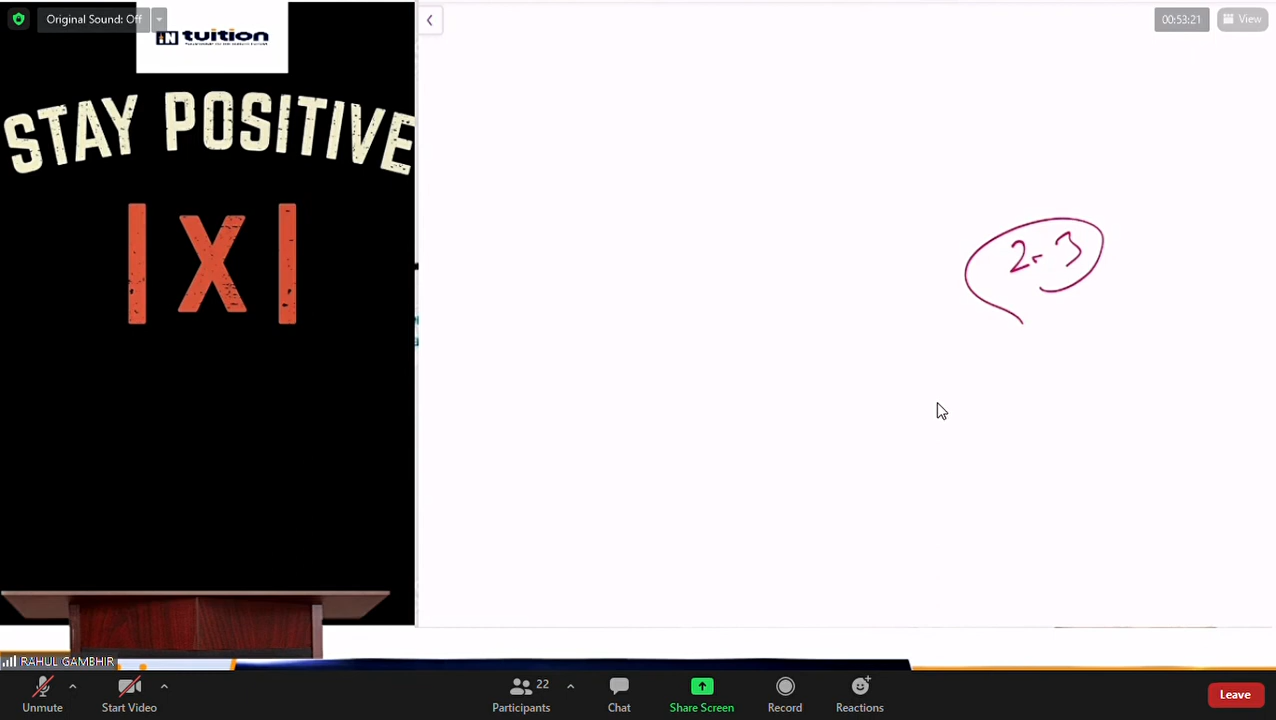 Original Sound: Off
iN tuition
00:53:21
View
STAY POSITIVE
|X|
2-3
RAHUL GAMBHIR
Unmute
Start Video
22
Participants
Chat
Share Screen
Record
Reactions
Leave